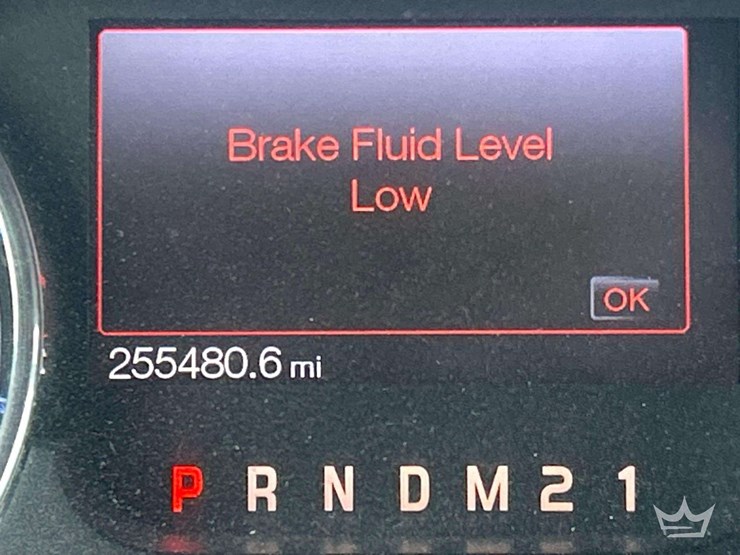 Brake Fluid Level
Low
OK
255480.6 mi
P R N D M 2 1